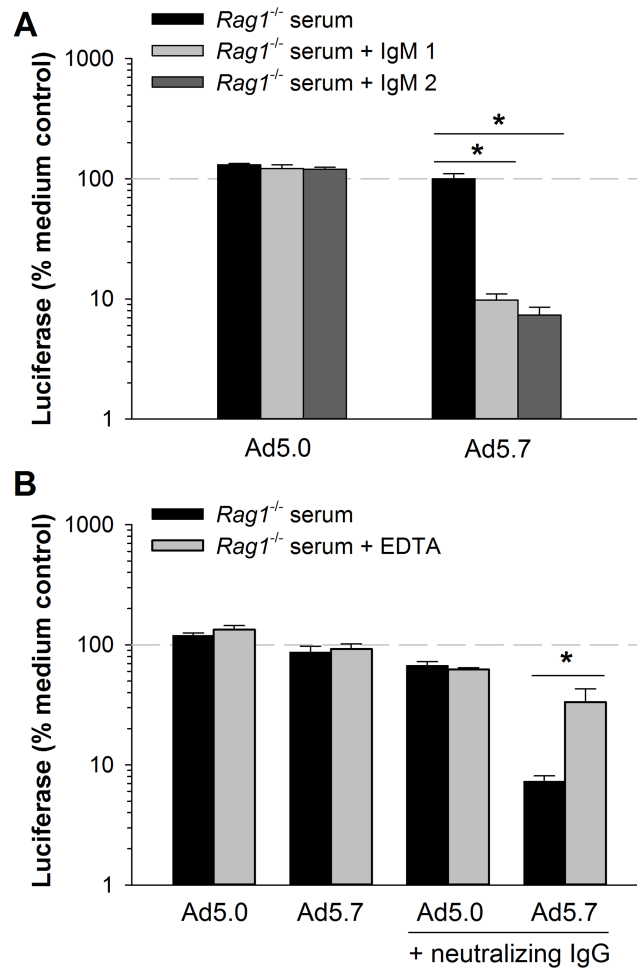 A
Rag1-/- serum
Rag1-/- serum + IgM 1
Rag1-/- serum + IgM 2
Luciferase (% medium control)
1000
100
10
1
*
*
Ad5.0 Ad5.7
B
Rag1-/- serum
Rag1-/- serum + EDTA
Luciferase (% medium control)
1000
100
10
1
*
Ad5.0 Ad5.7 Ad5.0 Ad5.7
+ neutralizing IgG